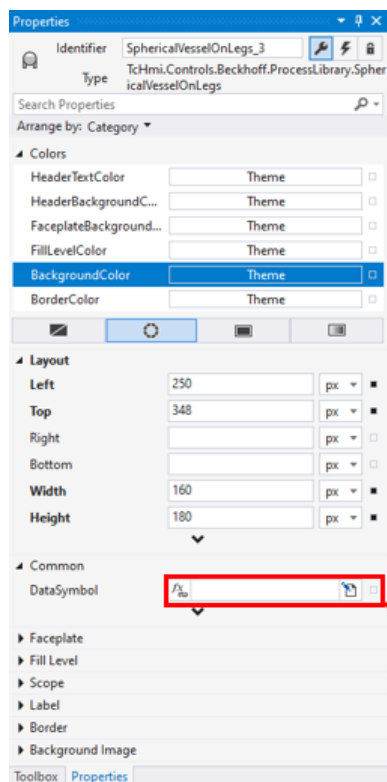 Properties
Identifier SphericalVesselOnLegs_3
Type TcHmi.Controls.Beckhoff.ProcessLibrary.Spher
icalVesselOnLegs
Search Properties
Arrange by: Category
Colors
HeaderTextColor Theme
HeaderBackgroundC... Theme
FaceplateBackground... Theme
FillLevelColor Theme
BackgroundColor Theme
BorderColor Theme
Layout
Left 250 px
Top 348 px
Right px
Bottom px
Width 160 px
Height 180 px
Common
DataSymbol
Faceplate
Fill Level
Scope
Label
Border
Background Image
Toolbox Properties